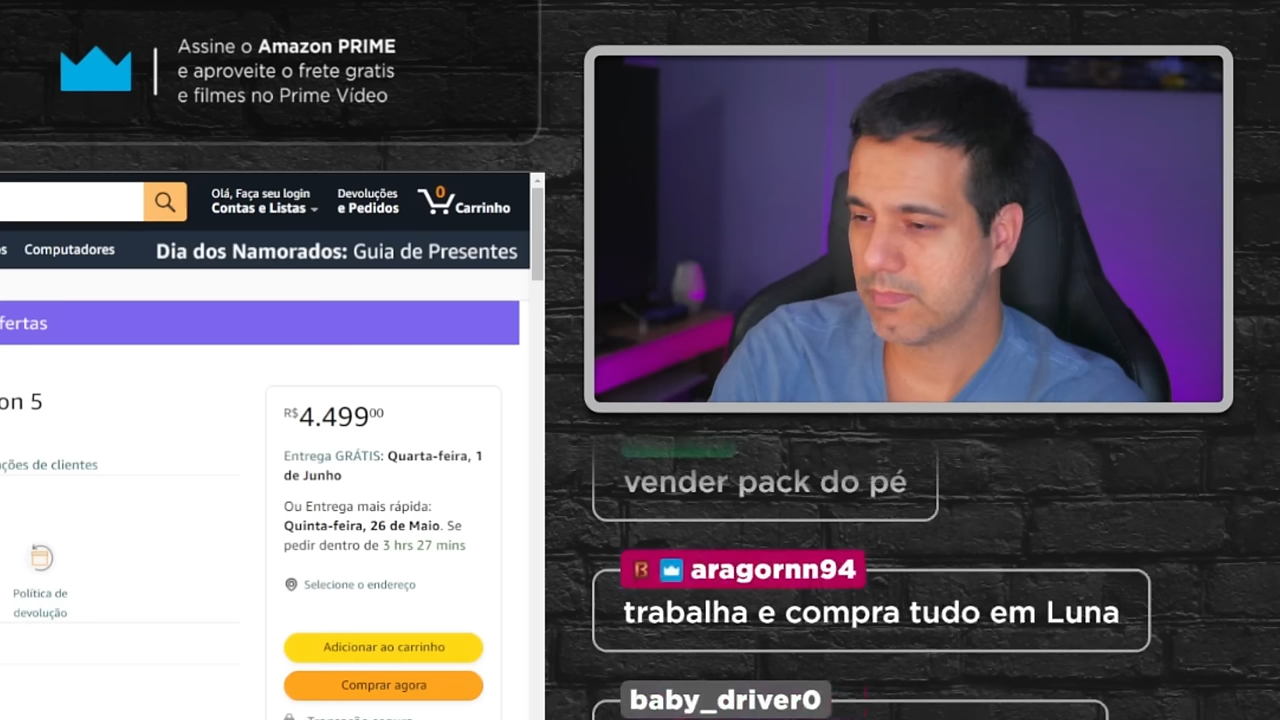 Assine o Amazon PRIME
e aproveite o frete gratis
e filmes no Prime Vídeo
Olá, Faça seu login
Contas e Listas
Devoluções
e Pedidos
0
Carrinho
os Computadores
Dia dos Namorados: Guia de Presentes
fertas
on 5
R$4.49900
ções de clientes
Entrega GRÁTIS: Quarta-feira, 1
de Junho
Ou Entrega mais rápida:
Quinta-feira, 26 de Maio. Se
pedir dentro de 3 hrs 27 mins
Política de
devolução
Selecione o endereço
Adicionar ao carrinho
Comprar agora
Transação segura
vender pack do pé
B aragornn94
trabalha e compra tudo em Luna
baby_driver0